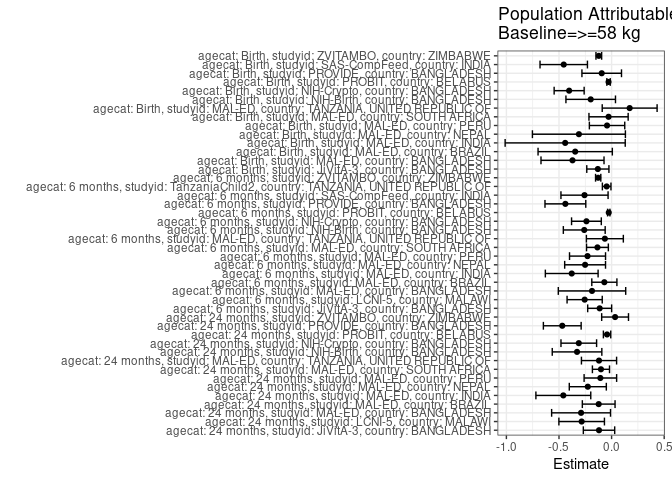 Population Attributable
Baseline=>=58 kg
agecat: Birth, studyid: ZVITAMBO, country: ZIMBABWE
agecat: Birth, studyid: SAS-CompFeed, country: INDIA
agecat: Birth, studyid: PROVIDE, country: BANGLADESH
agecat: Birth, studyid: PROBIT, country: BELARUS
agecat: Birth, studyid: NIH-Crypto, country: BANGLADESH
agecat: Birth, studyid: NIH-Birth, country: BANGLADESH
agecat: Birth, studyid: MAL-ED, country: TANZANIA, UNITED REPUBLIC OF
agecat: Birth, studyid: MAL-ED, country: SOUTH AFRICA
agecat: Birth, studyid: MAL-ED, country: PERU
agecat: Birth, studyid: MAL-ED, country: NEPAL
agecat: Birth, studyid: MAL-ED, country: INDIA
agecat: Birth, studyid: MAL-ED, country: BRAZIL
agecat: Birth, studyid: MAL-ED, country: BANGLADESH
agecat: Birth, studyid: JiVitA-3, country: BANGLADESH
agecat: 6 months, studyid: ZVITAMBO, country: ZIMBABWE
agecat: 6 months, studyid: TanzaniaChild2, country: TANZANIA, UNITED REPUBLIC OF
agecat: 6 months, studyid: SAS-CompFeed, country: INDIA
agecat: 6 months, studyid: PROVIDE, country: BANGLADESH
agecat: 6 months, studyid: PROBIT, country: BELARUS
agecat: 6 months, studyid: NIH-Crypto, country: BANGLADESH
agecat: 6 months, studyid: NIH-Birth, country: BANGLADESH
agecat: 6 months, studyid: MAL-ED, country: TANZANIA, UNITED REPUBLIC OF
agecat: 6 months, studyid: MAL-ED, country: SOUTH AFRICA
agecat: 6 months, studyid: MAL-ED, country: PERU
agecat: 6 months, studyid: MAL-ED, country: NEPAL
agecat: 6 months, studyid: MAL-ED, country: INDIA
agecat: 6 months, studyid: MAL-ED, country: BRAZIL
agecat: 6 months, studyid: MAL-ED, country: BANGLADESH
agecat: 6 months, studyid: LCNI-5, country: MALAWI
agecat: 6 months, studyid: JiVitA-3, country: BANGLADESH
agecat: 24 months, studyid: ZVITAMBO, country: ZIMBABWE
agecat: 24 months, studyid: PROVIDE, country: BANGLADESH
agecat: 24 months, studyid: PROBIT, country: BELARUS
agecat: 24 months, studyid: NIH-Crypto, country: BANGLADESH
agecat: 24 months, studyid: NIH-Birth, country: BANGLADESH
agecat: 24 months, studyid: MAL-ED, country: TANZANIA, UNITED REPUBLIC OF
agecat: 24 months, studyid: MAL-ED, country: SOUTH AFRICA
agecat: 24 months, studyid: MAL-ED, country: PERU
agecat: 24 months, studyid: MAL-ED, country: NEPAL
agecat: 24 months, studyid: MAL-ED, country: INDIA
agecat: 24 months, studyid: MAL-ED, country: BRAZIL
agecat: 24 months, studyid: MAL-ED, country: BANGLADESH
agecat: 24 months, studyid: LCNI-5, country: MALAWI
agecat: 24 months, studyid: JiVitA-3, country: BANGLADESH
-1.0 -0.5 0.0 0.5
Estimate